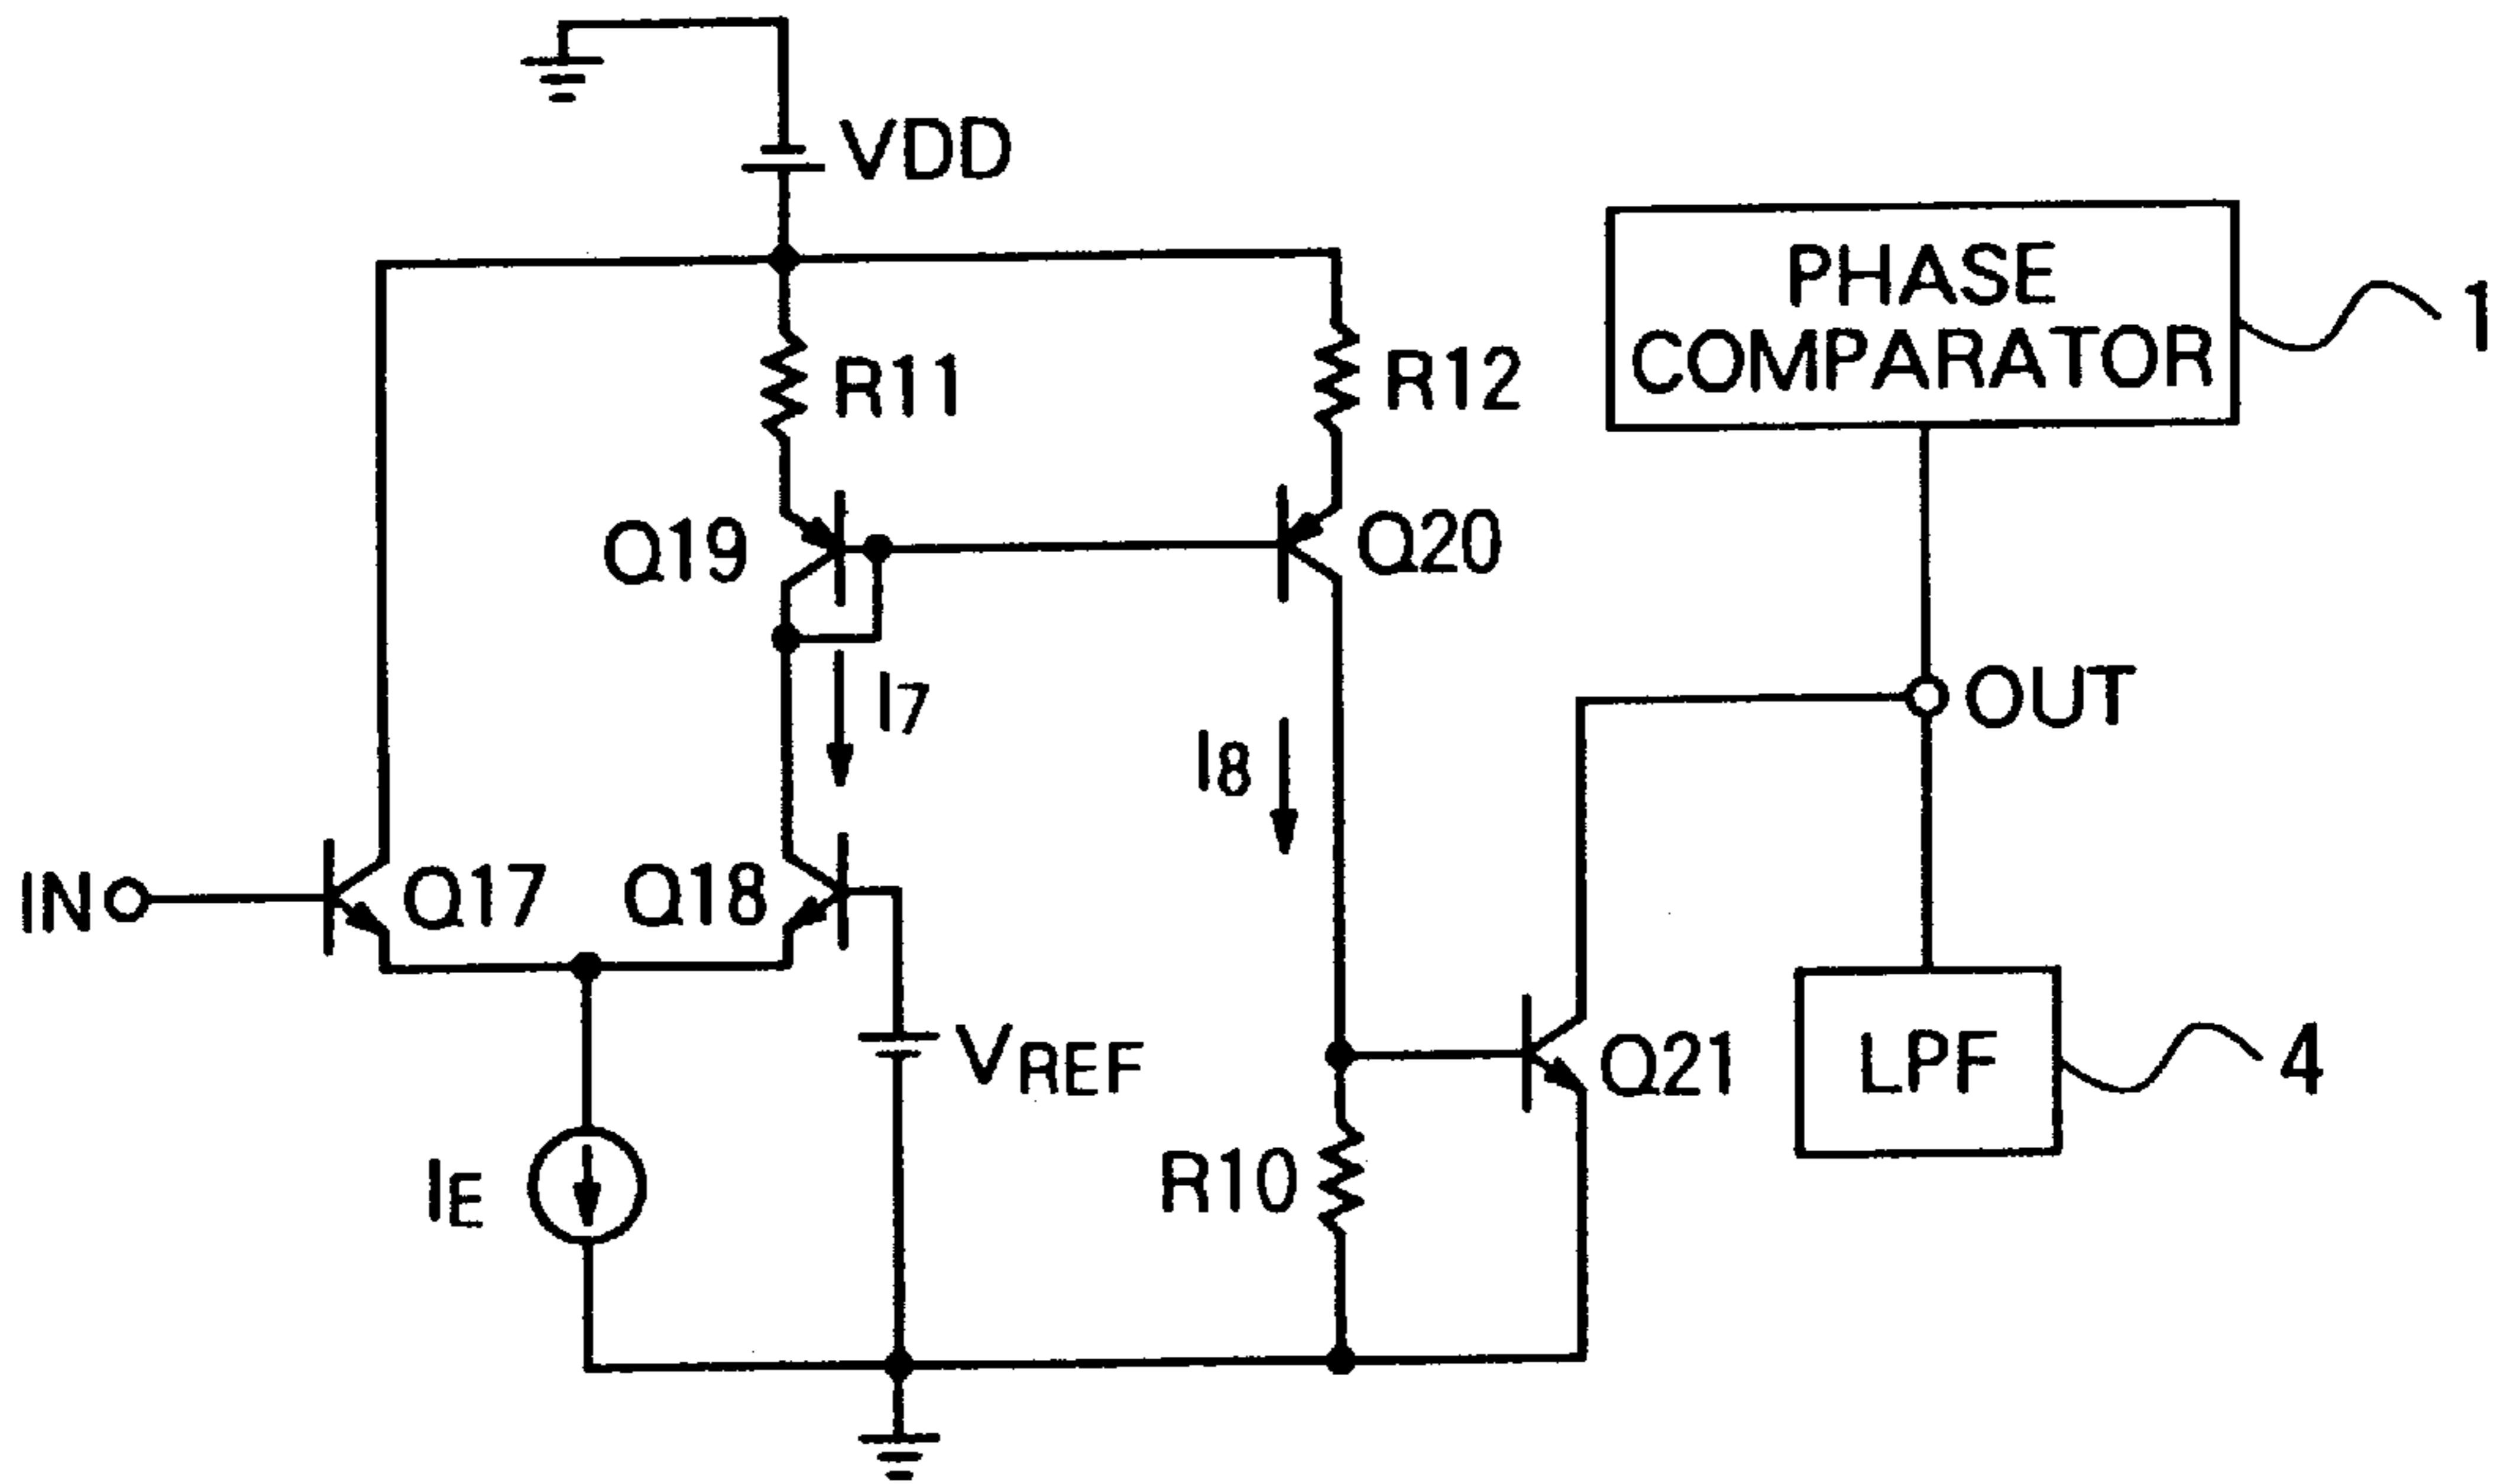 VDD
PHASE
COMPARATOR
1
R11
R12
Q19
Q20
I7
OUT
I8
IN
Q17
Q18
VREF
Q21
LPF
4
IE
R10